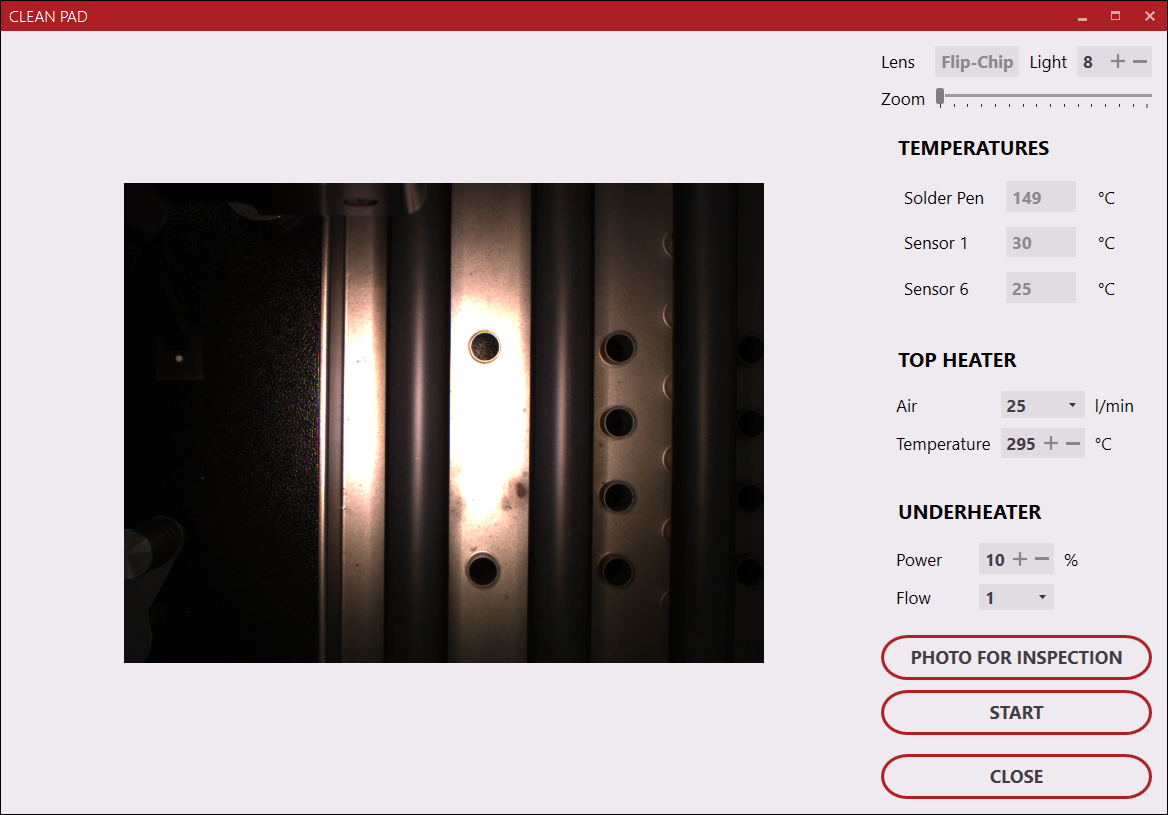 CLEAN PAD
Lens Flip-Chip Light 8
Zoom
TEMPERATURES
Solder Pen 149 °C
Sensor 1 30 °C
Sensor 6 25 °C
TOP HEATER
Air 25 l/min
Temperature 295 °C
UNDERHEATER
Power 10 %
Flow 1
PHOTO FOR INSPECTION
START
CLOSE